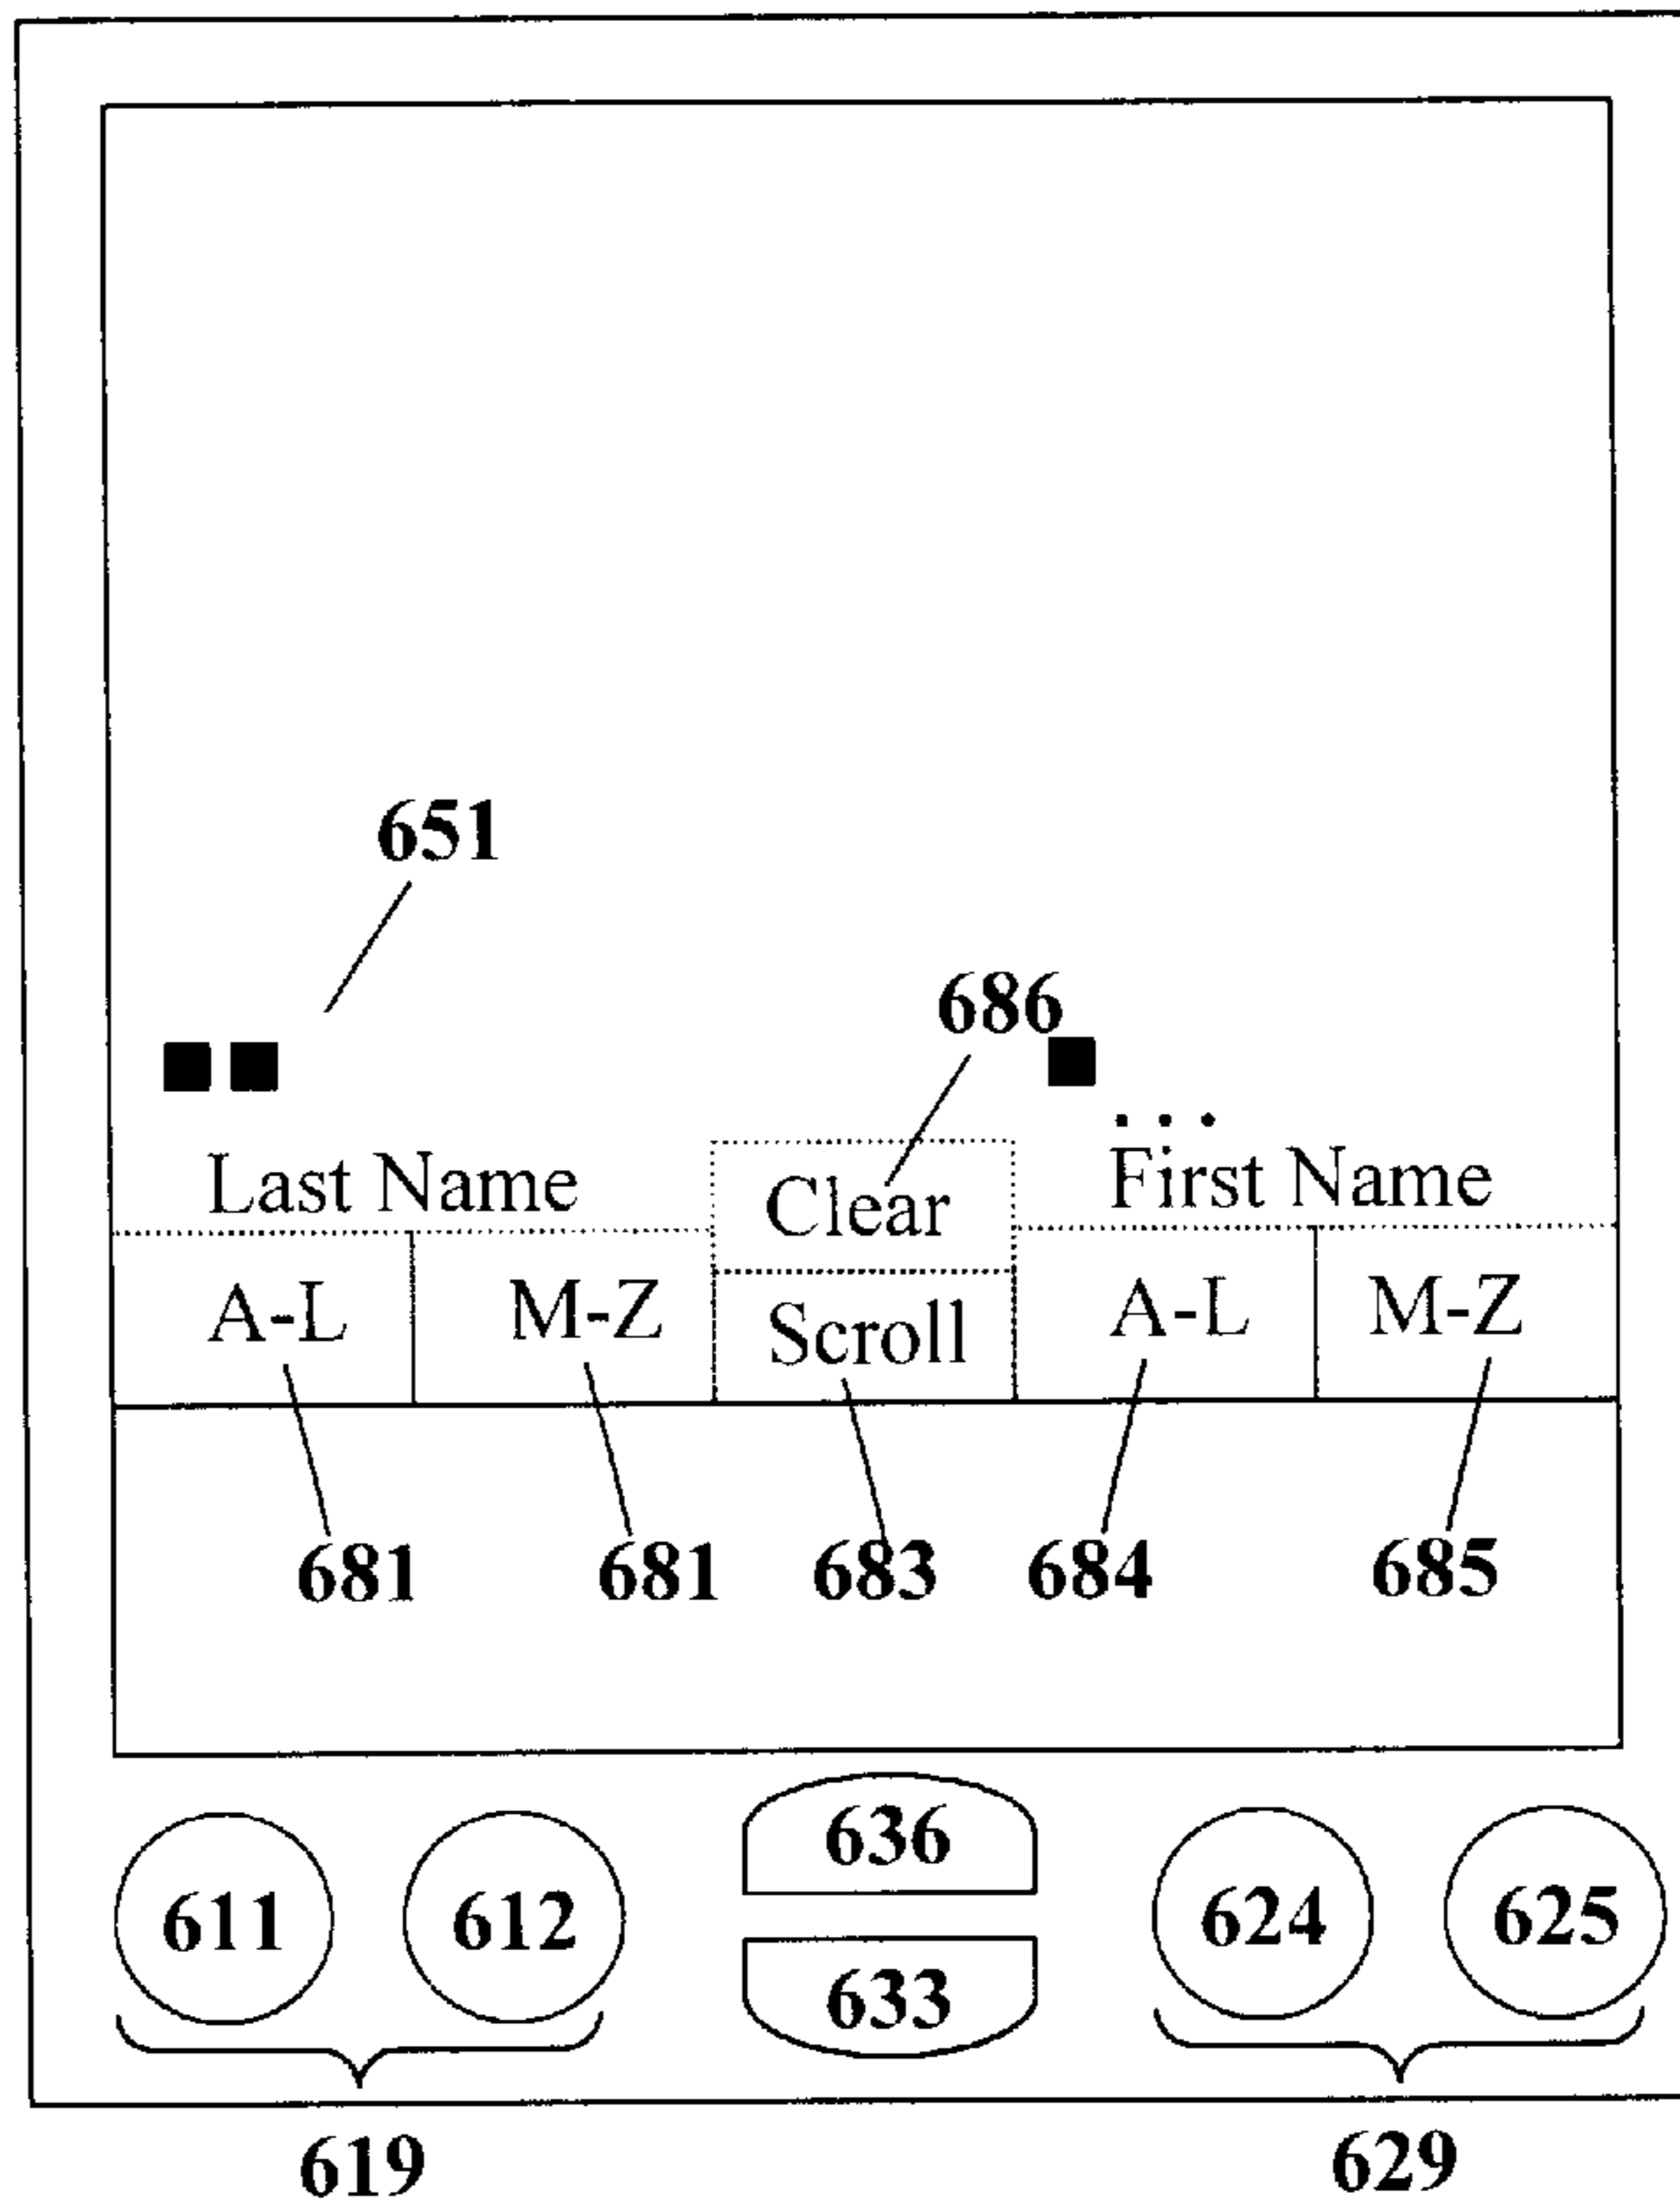 651
686
. . .
Last Name Clear First Name
A-L M-Z Scroll A-L M-Z
681 681 683 684 685
636
611 612 624 625
633
619 629